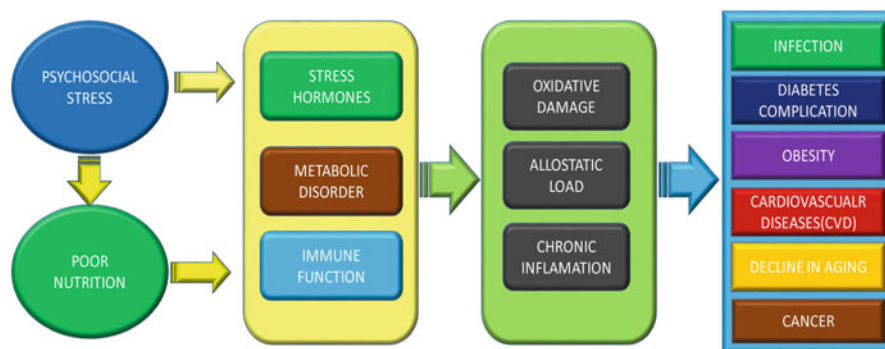 PSYCHOSOCIAL
STRESS
POOR
NUTRITION
STRESS
HORMONES
METABOLIC
DISORDER
IMMUNE
FUNCTION
OXIDATIVE
DAMAGE
ALLOSTATIC
LOAD
CHRONIC
INFLAMATION
INFECTION
DIABETES
COMPLICATION
OBESITY
CARDIOVASCUALR
DISEASES(CVD)
DECLINE IN AGING
CANCER